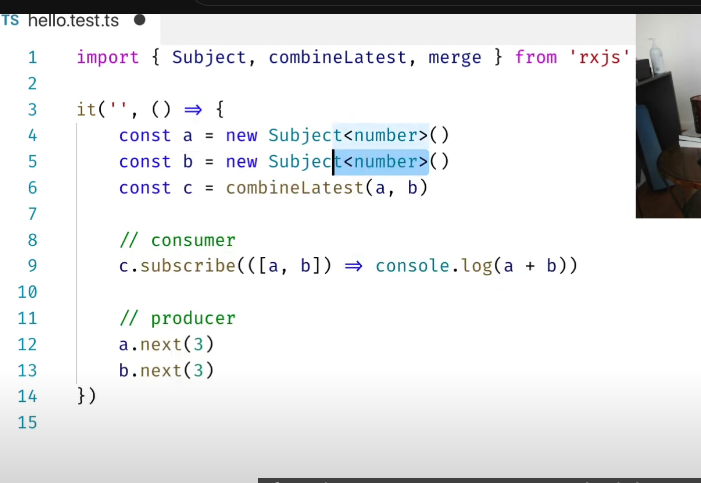 TS hello.test.ts
1 import { Subject, combineLatest, merge } from 'rxjs'
2
3 it('', () => {
4 const a = new Subject<number>()
5 const b = new Subject<number>()
6 const c = combineLatest(a, b)
7
8 // consumer
9 c.subscribe(([a, b]) => console.log(a + b))
10
11 // producer
12 a.next(3)
13 b.next(3)
14 })
15